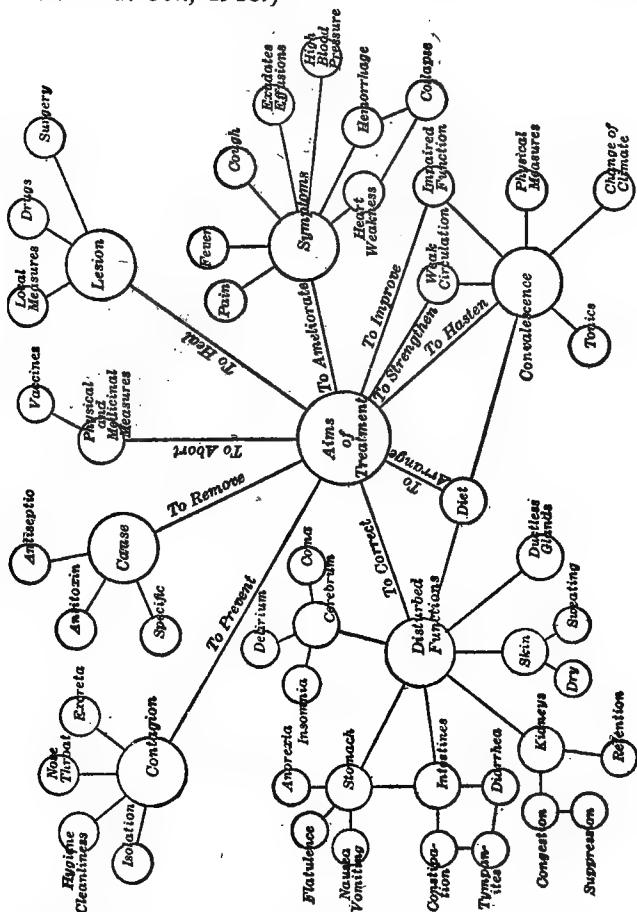 Surgery
Drugs
Local
Measures
Lesion
To Heal
Vaccines
Physical
and
Medicinal
Measures
To Abort
Antiseptic
Antitoxin
Specific
Cause
To Remove
Hygiene
Cleanliness
Nose
Throat
Excreta
Isolation
Contagion
To Prevent
High
Blood
Pressure
Exudates
Effusions
Cough
Fever
Pain
Symptoms
Hemorrhage
Collapse
Heart
Weakness
To Ameliorate
Aims
of
Treatment
To Improve
Impaired
Function
To Strengthen
Weak
Circulation
To Hasten
Convalescence
Physical
Measures
Change of
Climate
Tonics
To
Arrange
Diet
To Correct
Disturbed
Functions
Coma
Delirium
Insomnia
Cerebrum
Anorexia
Stomach
Flatulence
Nausea
Vomiting
Intestines
Constipa-
tion
Tympan-
ites
Diarrhea
Kidneys
Congestion
Suppression
Retention
Skin
Dry
Sweating
Ductless
Glands